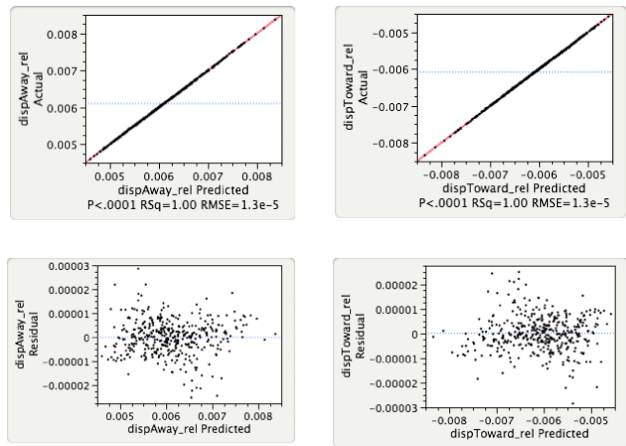 dispAway_rel
Actual
0.008
0.007
0.006
0.005
0.005 0.006 0.007 0.008
dispAway_rel Predicted
P<.0001 RSq=1.00 RMSE=1.3e-5
dispToward_rel
Actual
-0.005
-0.006
-0.007
-0.008
-0.008 -0.007 -0.006 -0.005
dispToward_rel Predicted
P<.0001 RSq=1.00 RMSE=1.3e-5
dispAway_rel
Residual
0.00003
0.00002
0.00001
0
-0.00001
-0.00002
0.005 0.006 0.007 0.008
dispAway_rel Predicted
dispToward_rel
Residual
0.00002
0.00001
0
-0.00001
-0.00002
-0.00003
-0.008 -0.007 -0.006 -0.005
dispToward_rel Predicted